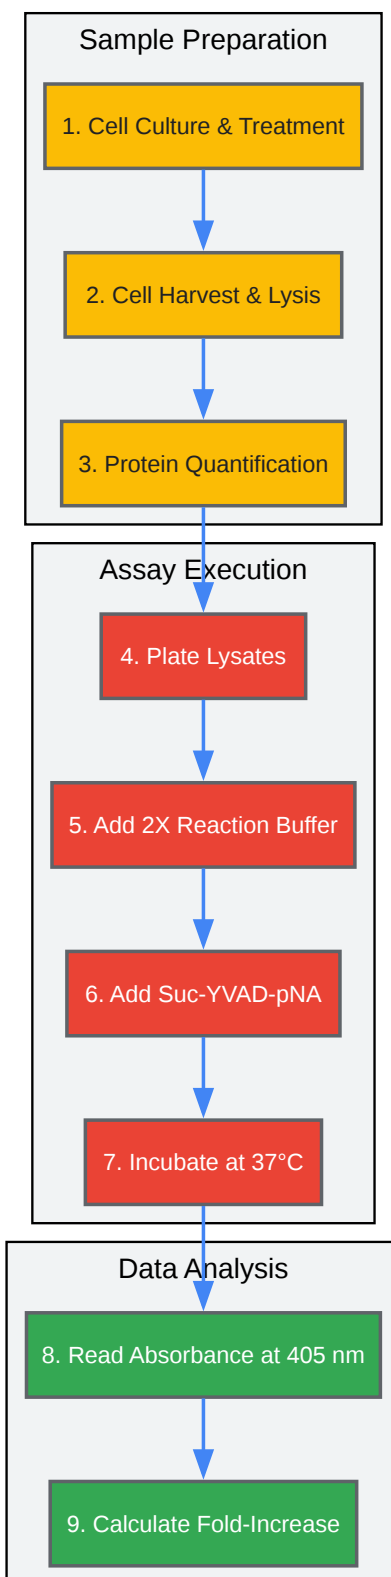 Sample Preparation
1. Cell Culture & Treatment
2. Cell Harvest & Lysis
3. Protein Quantification
Assay Execution
4. Plate Lysates
5. Add 2X Reaction Buffer
6. Add Suc-YVAD-pNA
7. Incubate at 37°C
Data Analysis
8. Read Absorbance at 405 nm
9. Calculate Fold-Increase